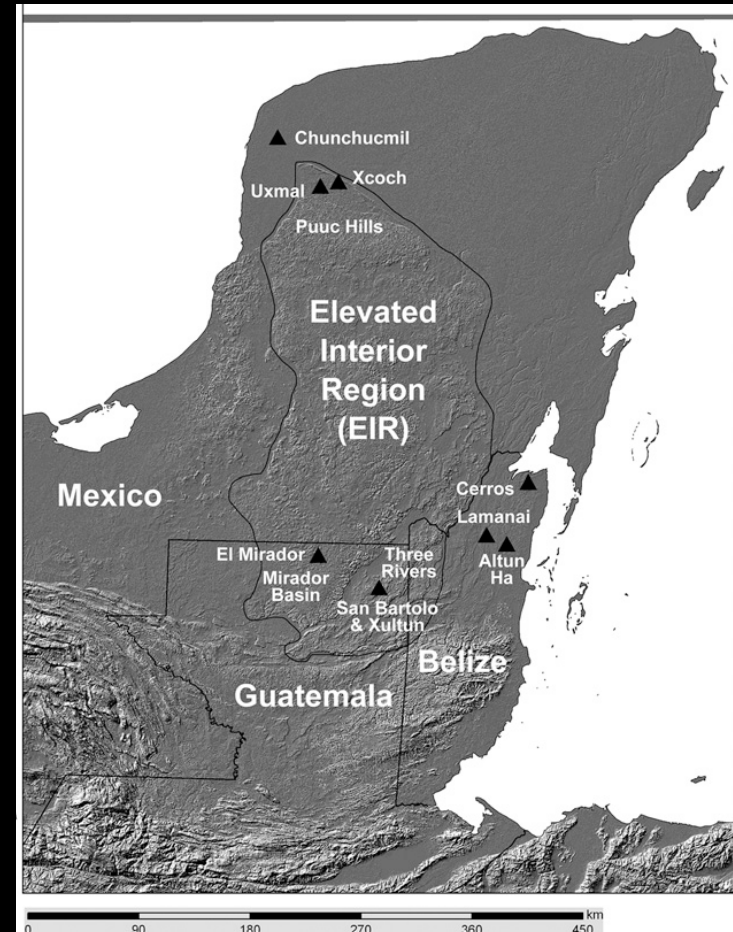 Chunchucmil
Xcoch
Uxmal
Puuc Hills
Elevated
Interior
Region
(EIR)
Mexico
Cerros
Lamanai
Altun
Ha
El Mirador
Mirador
Basin
Three
Rivers
San Bartolo
& Xultun
Belize
Guatemala
km
0 90 180 270 360 450